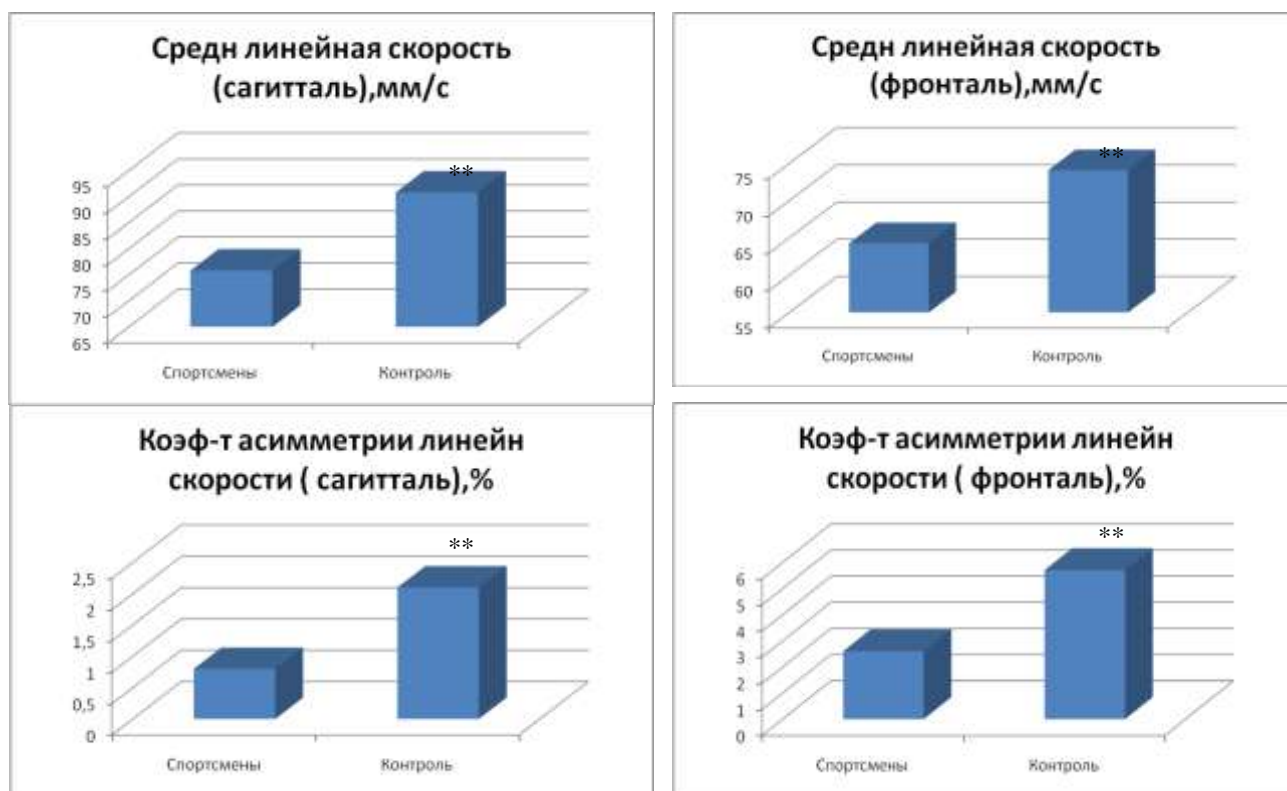 Средн линейная скорость
(сагитталь),мм/с
**
95
90
85
80
75
70
65
Спортсмены Контроль
Средн линейная скорость
(фронталь),мм/с
**
75
70
65
60
55
Спортсмены Контроль
Коэф-т асимметрии линейн
скорости ( сагитталь),%
**
2,5
2
1,5
1
0,5
0
Спортсмены Контроль
Коэф-т асимметрии линейн
скорости ( фронталь),%
**
6
5
4
3
2
1
0
Спортсмены Контроль